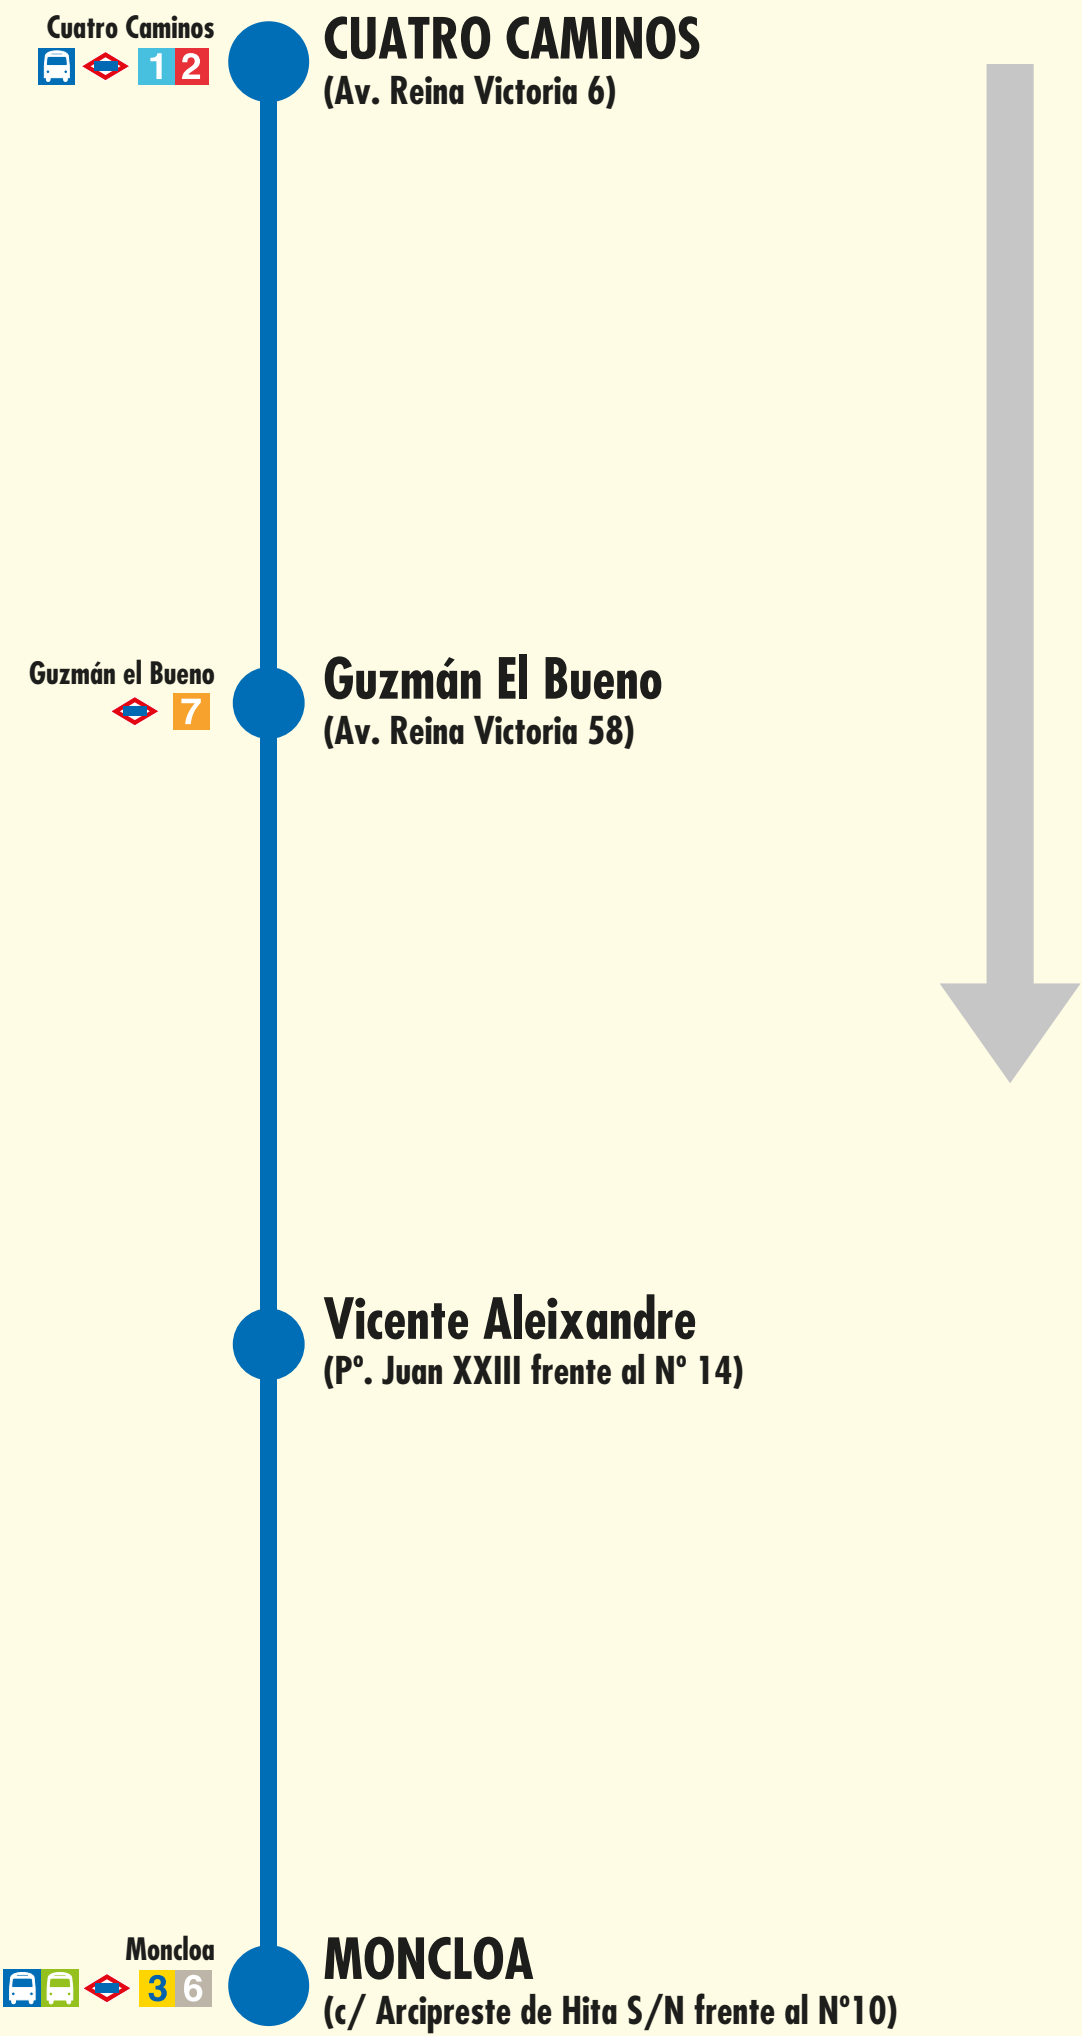 Cuatro Caminos
1 2
CUATRO CAMINOS
(Av. Reina Victoria 6)
Guzmán el Bueno
7
Guzmán El Bueno
(Av. Reina Victoria 58)
Vicente Aleixandre
(Pº. Juan XXIII frente al Nº 14)
Moncloa
3 6
MONCLOA
(c/ Arcipreste de Hita S/N frente al Nº10)